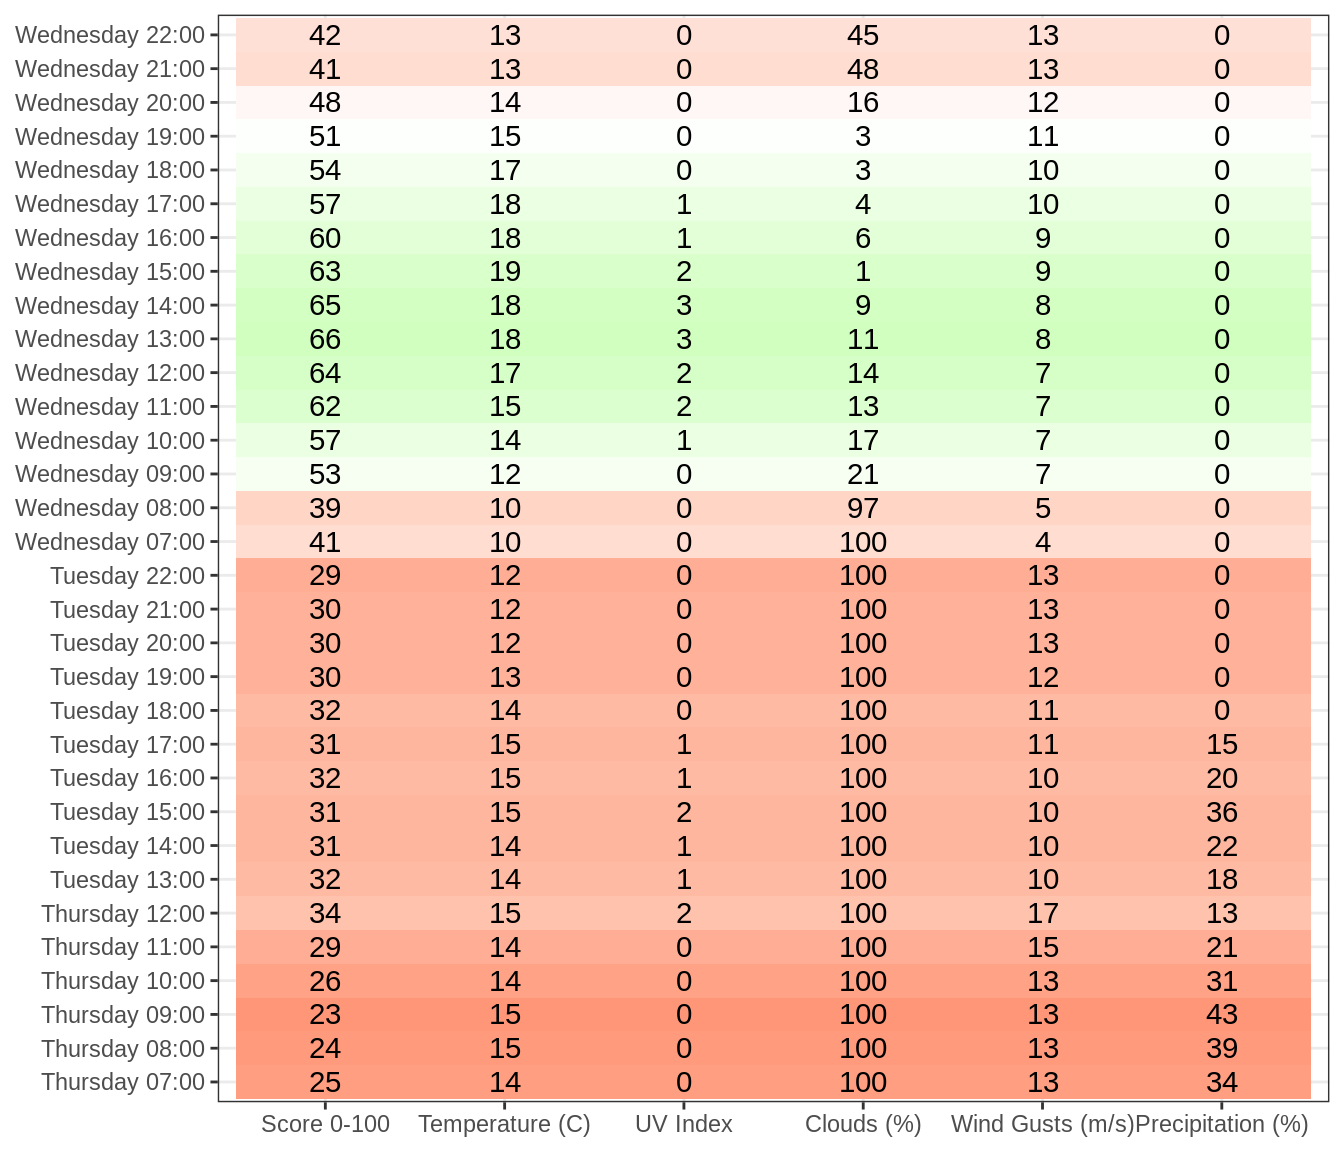 Wednesday 22:00 42 13 0 45 13 0
Wednesday 21:00 41 13 0 48 13 0
Wednesday 20:00 48 14 0 16 12 0
Wednesday 19:00 51 15 0 3 11 0
Wednesday 18:00 54 17 0 3 10 0
Wednesday 17:00 57 18 1 4 10 0
Wednesday 16:00 60 18 1 6 9 0
Wednesday 15:00 63 19 2 1 9 0
Wednesday 14:00 65 18 3 9 8 0
Wednesday 13:00 66 18 3 11 8 0
Wednesday 12:00 64 17 2 14 7 0
Wednesday 11:00 62 15 2 13 7 0
Wednesday 10:00 57 14 1 17 7 0
Wednesday 09:00 53 12 0 21 7 0
Wednesday 08:00 39 10 0 97 5 0
Wednesday 07:00 41 10 0 100 4 0
Tuesday 22:00 29 12 0 100 13 0
Tuesday 21:00 30 12 0 100 13 0
Tuesday 20:00 30 12 0 100 13 0
Tuesday 19:00 30 13 0 100 12 0
Tuesday 18:00 32 14 0 100 11 0
Tuesday 17:00 31 15 1 100 11 15
Tuesday 16:00 32 15 1 100 10 20
Tuesday 15:00 31 15 2 100 10 36
Tuesday 14:00 31 14 1 100 10 22
Tuesday 13:00 32 14 1 100 10 18
Thursday 12:00 34 15 2 100 17 13
Thursday 11:00 29 14 0 100 15 21
Thursday 10:00 26 14 0 100 13 31
Thursday 09:00 23 15 0 100 13 43
Thursday 08:00 24 15 0 100 13 39
Thursday 07:00 25 14 0 100 13 34
Score 0-100 Temperature (C) UV Index Clouds (%) Wind Gusts (m/s) Precipitation (%)